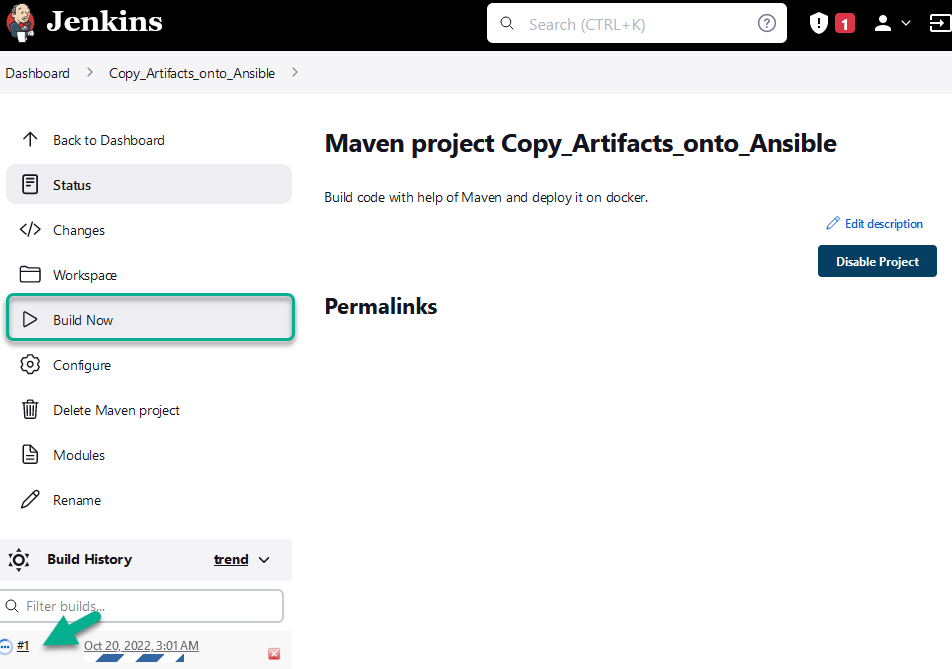 Jenkins
Search (CTRL+K)
?
1
Dashboard
Copy_Artifacts_onto_Ansible
Back to Dashboard
Status
Changes
Workspace
Build Now
Configure
Delete Maven project
Modules
Rename
Maven project Copy_Artifacts_onto_Ansible
Build code with help of Maven and deploy it on docker.
Edit description
Disable Project
Permalinks
Build History trend
Filter builds...
#1 Oct 20, 2022, 3:01 AM